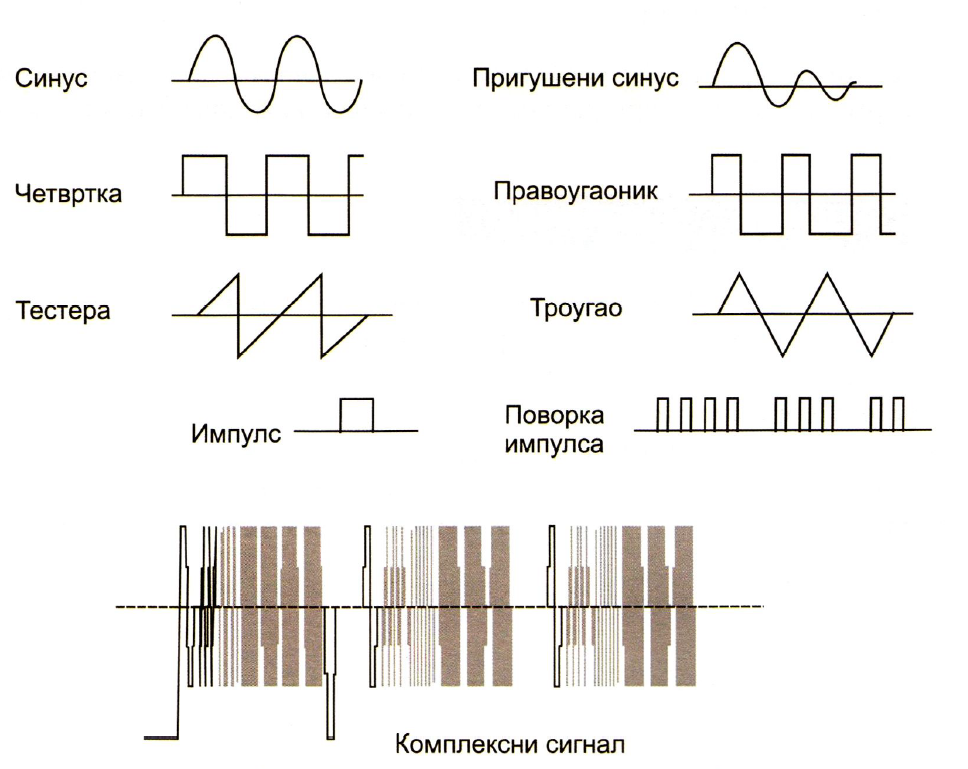 Синус
Пригушени синус
Четвртка
Правоугаоник
Тестера
Троугао
Импулс
Поворка
импулса
Комплексни сигнал